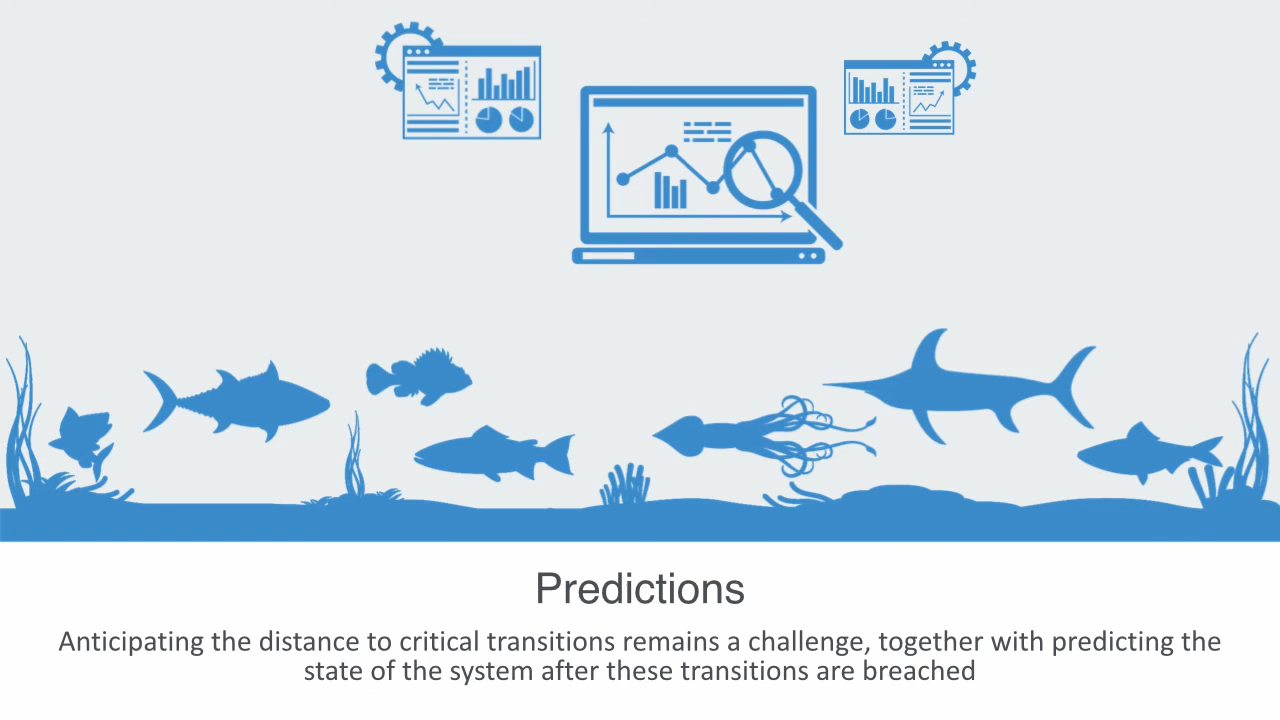 Predictions
Anticipating the distance to critical transitions remains a challenge, together with predicting the
state of the system after these transitions are breached